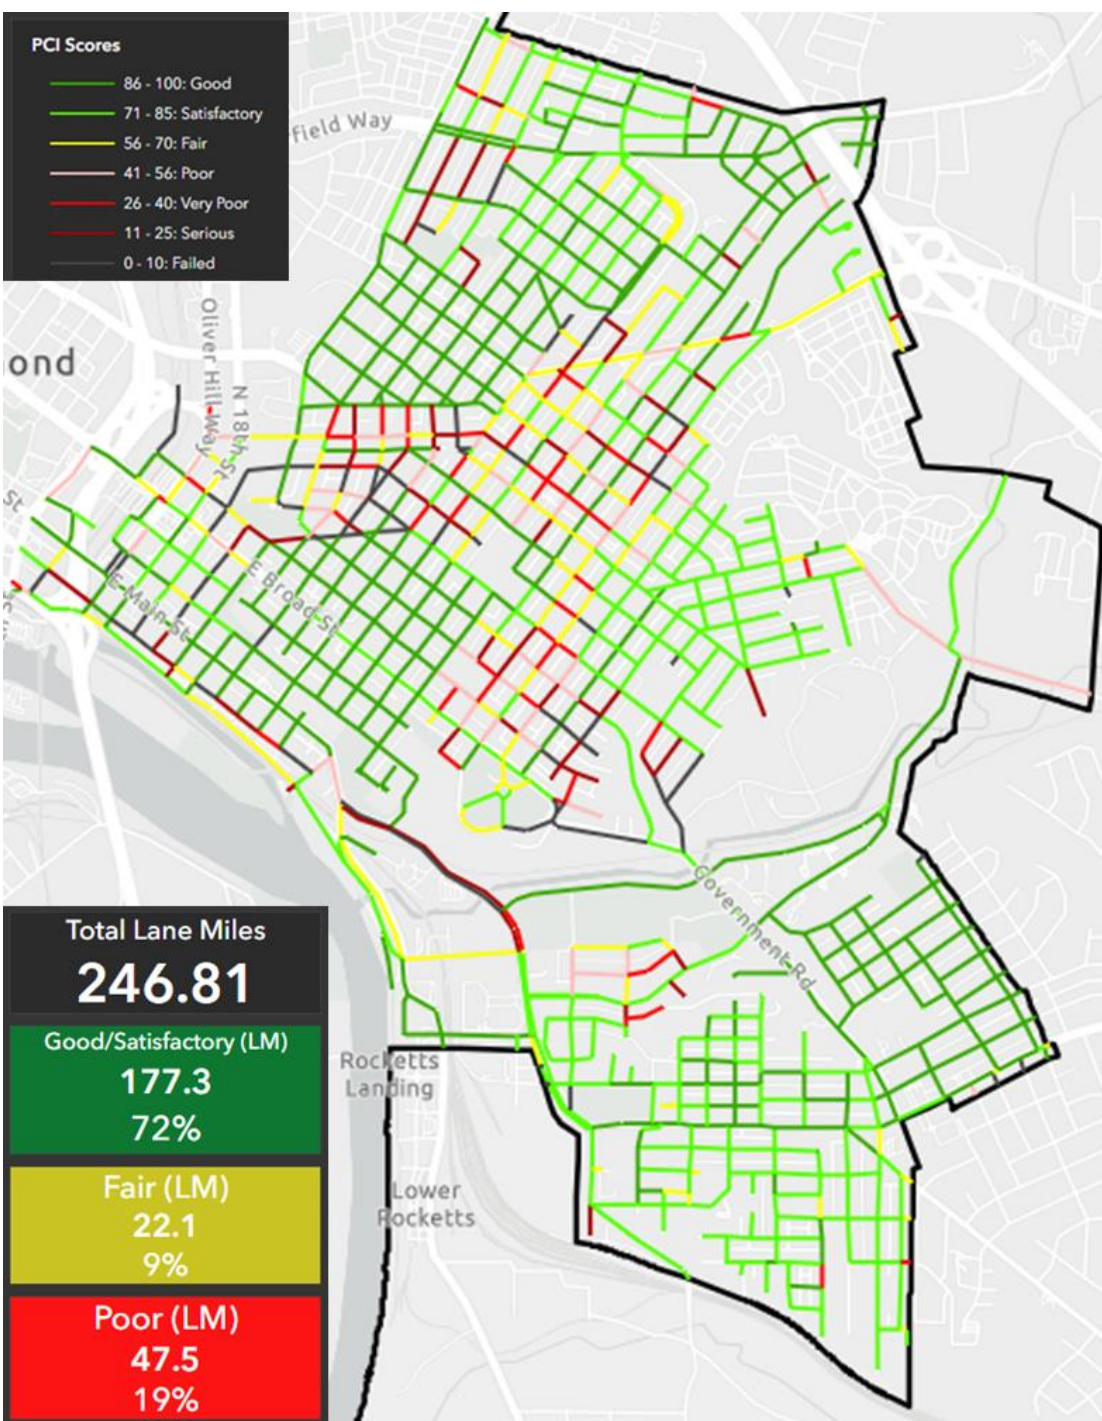 PCI Scores
86 - 100: Good
71 - 85: Satisfactory
56 - 70: Fair
41 - 56: Poor
26 - 40: Very Poor
11 - 25: Serious
0 - 10: Failed
field Way
Oliver Hill Way
N 18th St
ond
St
E Broad St
E Main St
Government Rd
Rocketts
Landing
Lower
Rocketts
Total Lane Miles
246.81
Good/Satisfactory (LM)
177.3
72%
Fair (LM)
22.1
9%
Poor (LM)
47.5
19%